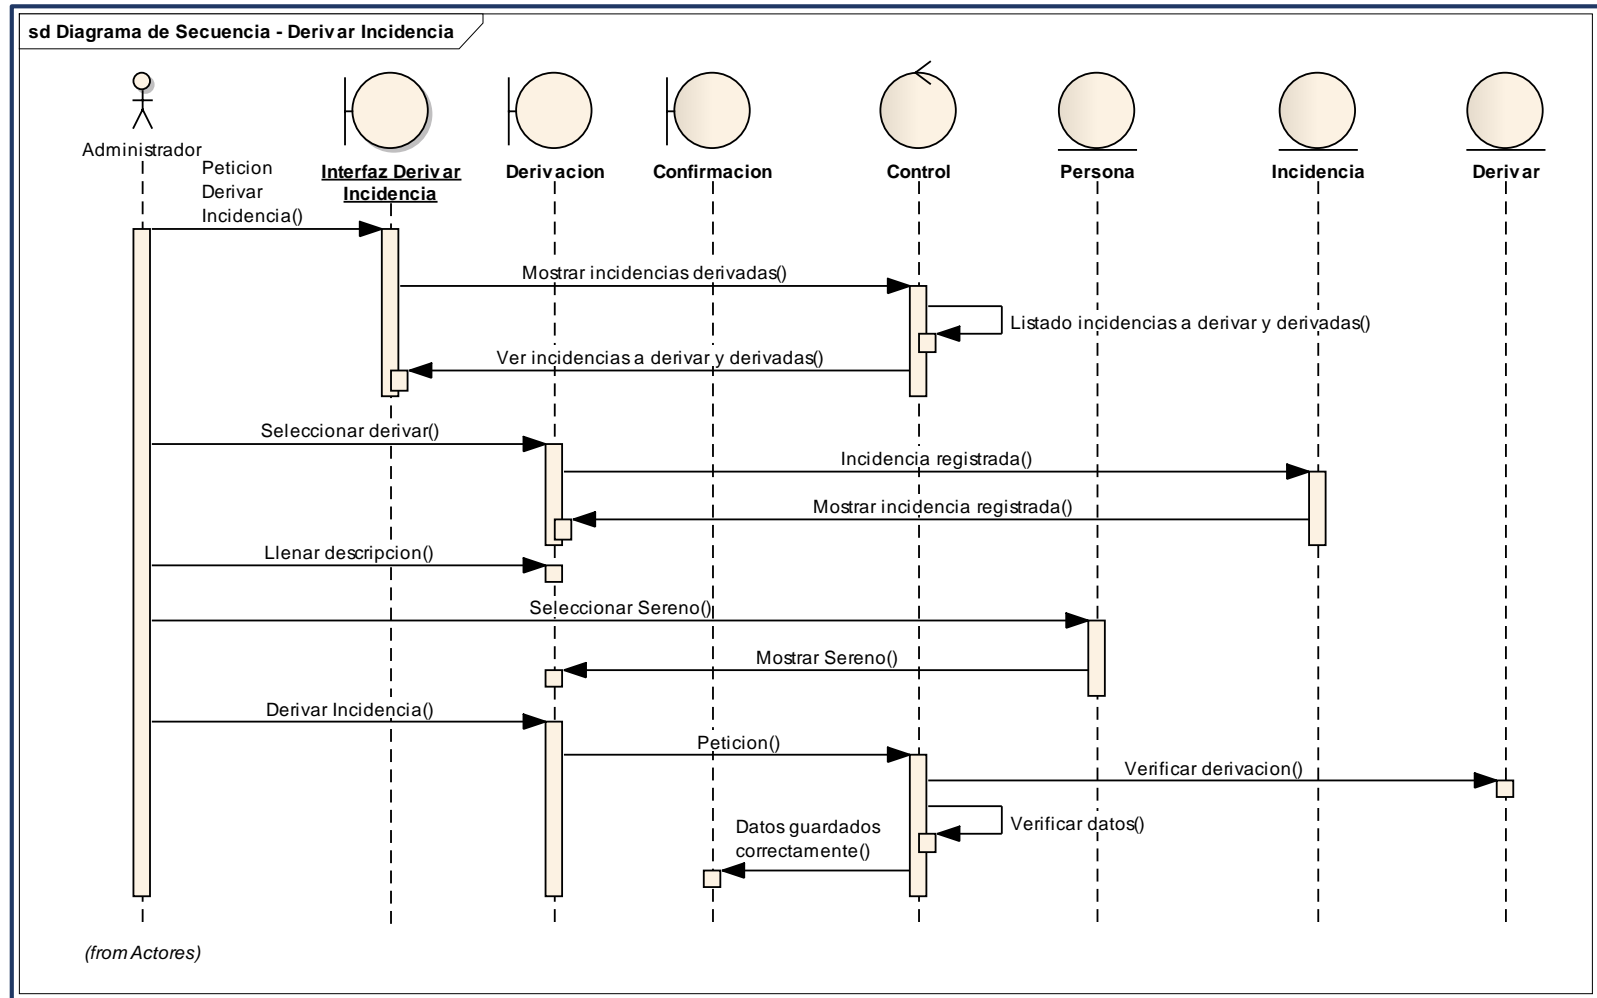 sd Diagrama de Secuencia - Derivar Incidencia
Administrador
Interfaz Derivar
Incidencia
Derivacion
Confirmacion
Control
Persona
Incidencia
Derivar
Peticion
Derivar
Incidencia()
Mostrar incidencias derivadas()
Listado incidencias a derivar y derivadas()
Ver incidencias a derivar y derivadas()
Seleccionar derivar()
Incidencia registrada()
Mostrar incidencia registrada()
Llenar descripcion()
Seleccionar Sereno()
Mostrar Sereno()
Derivar Incidencia()
Peticion()
Verificar derivacion()
Verificar datos()
Datos guardados
correctamente()
(from Actores)